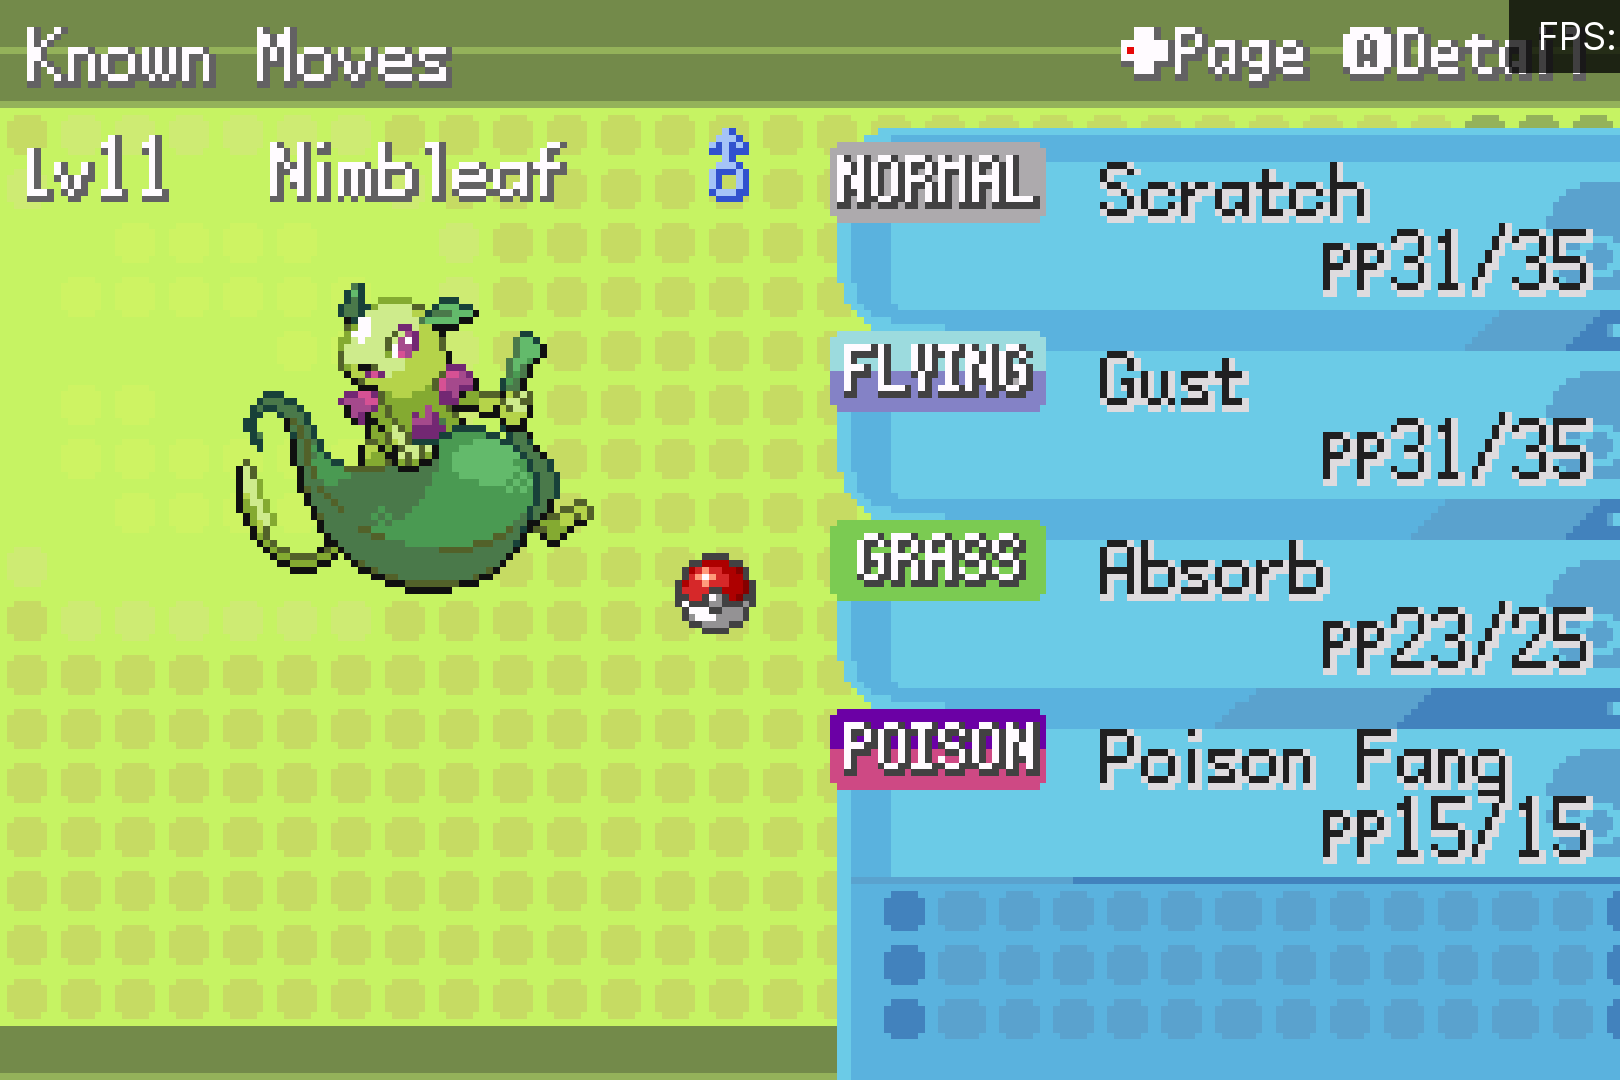 Known Moves
Page A Detail
FPS:
Lv11 Nimbleaf ♂
NORMAL Scratch
PP31/35
FLYING Gust
PP31/35
GRASS Absorb
PP23/25
POISON Poison Fang
PP15/15